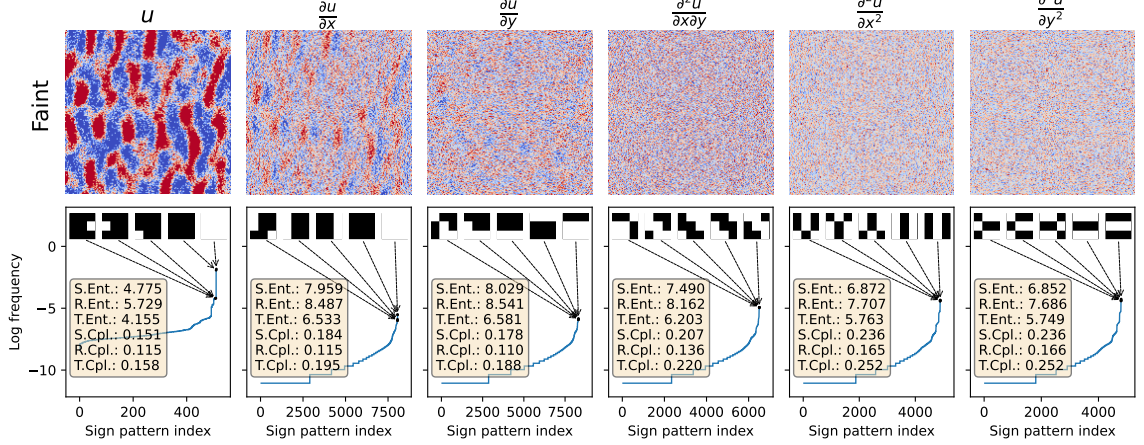 u
∂u/∂x
∂u/∂y
∂x∂y
∂x²
∂y²
Faint
Log frequency
0
−5
−10
S.Ent.: 4.775
R.Ent.: 5.729
T.Ent.: 4.155
S.Cpl.: 0.151
R.Cpl.: 0.115
T.Cpl.: 0.158
0 200 400
Sign pattern index
S.Ent.: 7.959
R.Ent.: 8.487
T.Ent.: 6.533
S.Cpl.: 0.184
R.Cpl.: 0.115
T.Cpl.: 0.195
0 2500 5000 7500
Sign pattern index
S.Ent.: 8.029
R.Ent.: 8.541
T.Ent.: 6.581
S.Cpl.: 0.178
R.Cpl.: 0.110
T.Cpl.: 0.188
0 2500 5000 7500
Sign pattern index
S.Ent.: 7.490
R.Ent.: 8.162
T.Ent.: 6.203
S.Cpl.: 0.207
R.Cpl.: 0.136
T.Cpl.: 0.220
0 2000 4000 6000
Sign pattern index
S.Ent.: 6.872
R.Ent.: 7.707
T.Ent.: 5.763
S.Cpl.: 0.236
R.Cpl.: 0.165
T.Cpl.: 0.252
0 2000 4000
Sign pattern index
S.Ent.: 6.852
R.Ent.: 7.686
T.Ent.: 5.749
S.Cpl.: 0.236
R.Cpl.: 0.166
T.Cpl.: 0.252
0 2000 4000
Sign pattern index